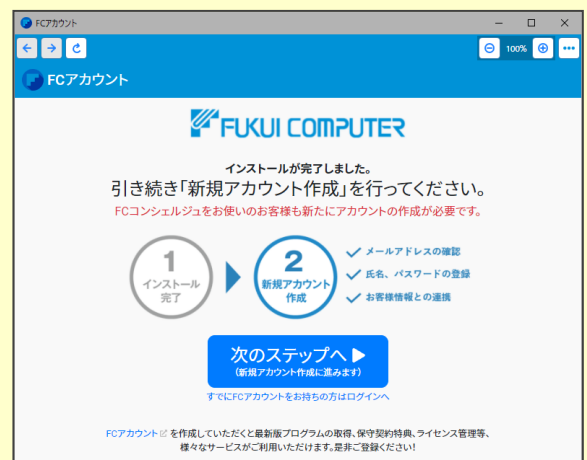 FCアカウント
100%
FCアカウント
FUKUI COMPUTER
インストールが完了しました。
引き続き「新規アカウント作成」を行ってください。
FCコンシェルジュをお使いのお客様も新たにアカウントの作成が必要です。
1
インストール
完了
2
新規アカウント
作成
メールアドレスの確認
氏名、パスワードの登録
お客様情報との連携
次のステップへ ▶
(新規アカウント作成に進みます)
すでにFCアカウントをお持ちの方はログインへ
FCアカウント を作成していただくと最新版プログラムの取得、保守契約特典、ライセンス管理等、
様々なサービスがご利用いただけます。是非ご登録ください!